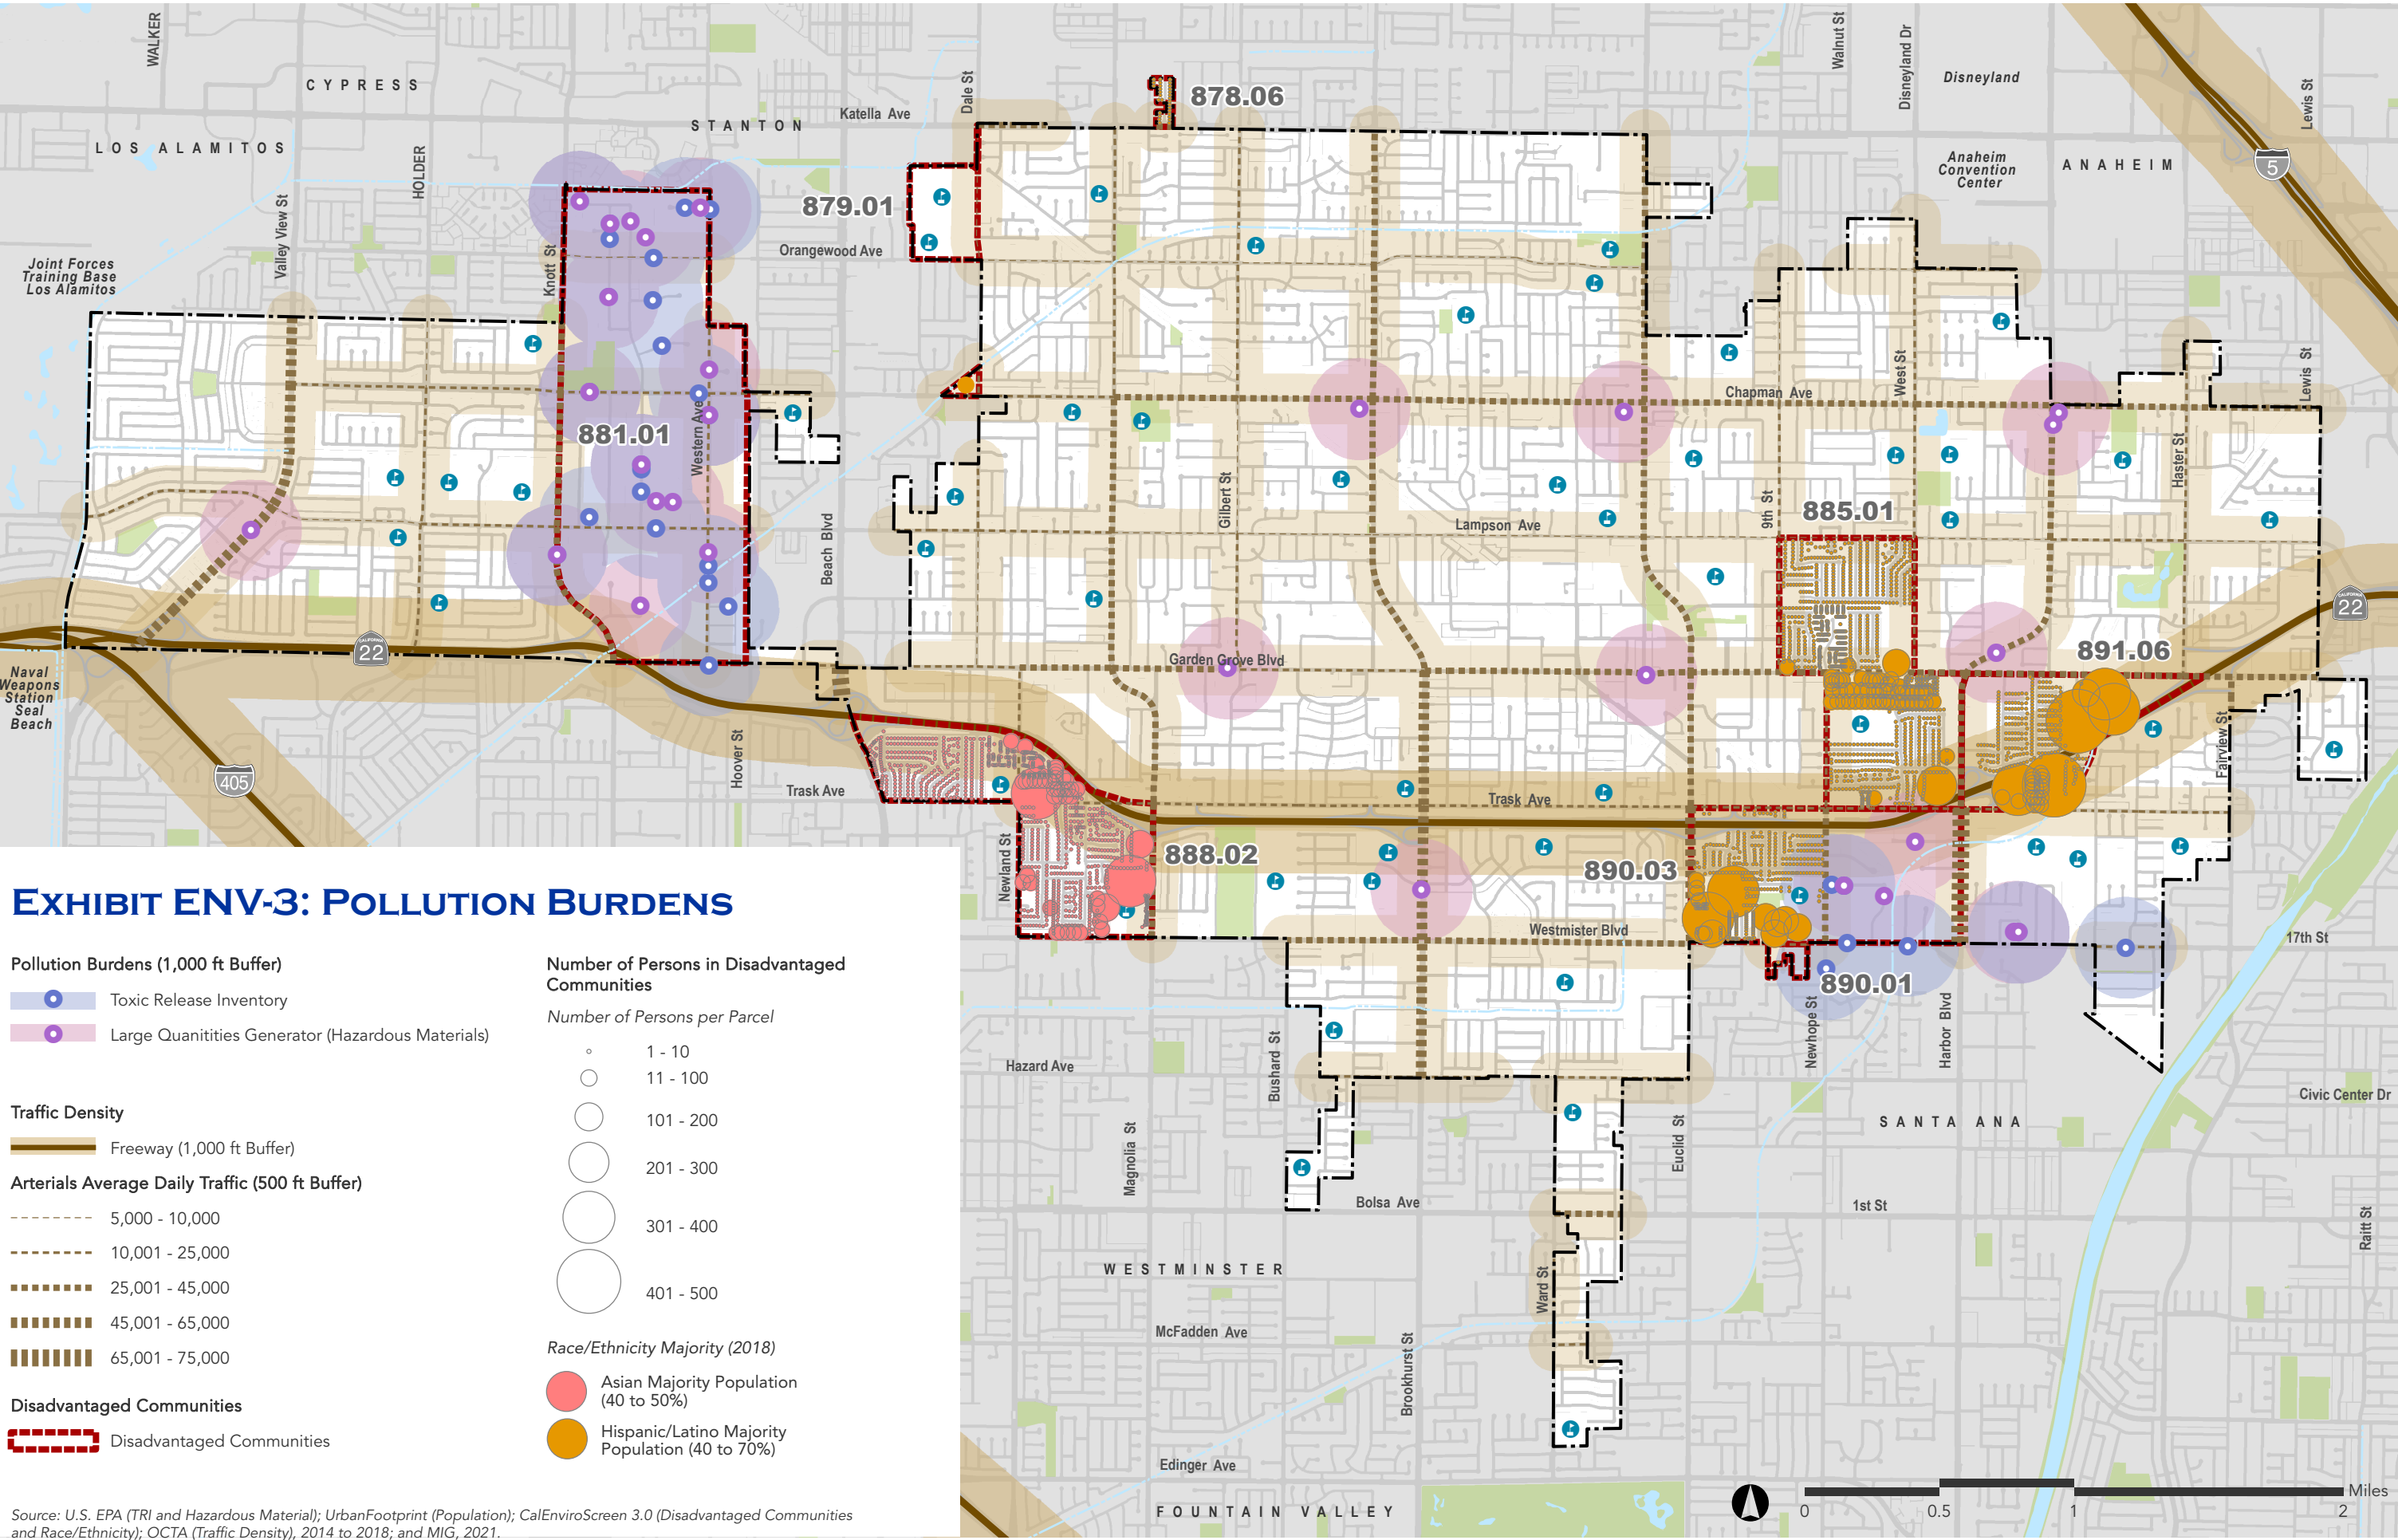 WALKER
CYPRESS
LOS ALAMITOS
HOLDER
STANTON
Katella Ave
Dale St
878.06
Walnut St
Disneyland Dr
Disneyland
Lewis St
5
Anaheim
Convention
Center
ANAHEIM
Valley View St
Knott St
879.01
Orangewood Ave
Joint Forces
Training Base
Los Alamitos
881.01
Western Ave
Chapman Ave
West St
Lewis St
Haster St
Gilbert St
Beach Blvd
Lampson Ave
9th St
885.01
CALIFORNIA
22
CALIFORNIA
22
Garden Grove Blvd
891.06
Naval
Weapons
Station
Seal
Beach
405
Hoover St
Trask Ave
Trask Ave
Fairview St
Newland St
888.02
890.03
Westmister Blvd
17th St
890.01
Newhope St
Harbor Blvd
Hazard Ave
Bushard St
Magnolia St
Euclid St
Civic Center Dr
SANTA ANA
Bolsa Ave
1st St
Raitt St
WESTMINSTER
Ward St
McFadden Ave
Brookhurst St
Edinger Ave
FOUNTAIN VALLEY
0 0.5 1 2
Miles
EXHIBIT ENV-3: POLLUTION BURDENS
Pollution Burdens (1,000 ft Buffer)
Toxic Release Inventory
Large Quanitities Generator (Hazardous Materials)
Traffic Density
Freeway (1,000 ft Buffer)
Arterials Average Daily Traffic (500 ft Buffer)
5,000 - 10,000
10,001 - 25,000
25,001 - 45,000
45,001 - 65,000
65,001 - 75,000
Disadvantaged Communities
Disadvantaged Communities
Number of Persons in Disadvantaged
Communities
Number of Persons per Parcel
1 - 10
11 - 100
101 - 200
201 - 300
301 - 400
401 - 500
Race/Ethnicity Majority (2018)
Asian Majority Population
(40 to 50%)
Hispanic/Latino Majority
Population (40 to 70%)
Source: U.S. EPA (TRI and Hazardous Material); UrbanFootprint (Population); CalEnviroScreen 3.0 (Disadvantaged Communities
and Race/Ethnicity); OCTA (Traffic Density), 2014 to 2018; and MIG, 2021.